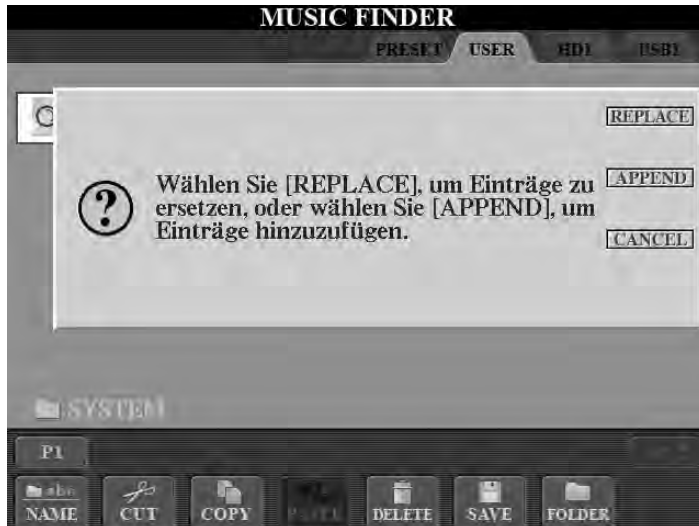 MUSIC FINDER
PRESET USER HD1 USB1
REPLACE
Wählen Sie [REPLACE], um Einträge zu
ersetzen, oder wählen Sie [APPEND], um
Einträge hinzuzufügen.
APPEND
CANCEL
SYSTEM
P1
abc
NAME CUT COPY PASTE DELETE SAVE FOLDER